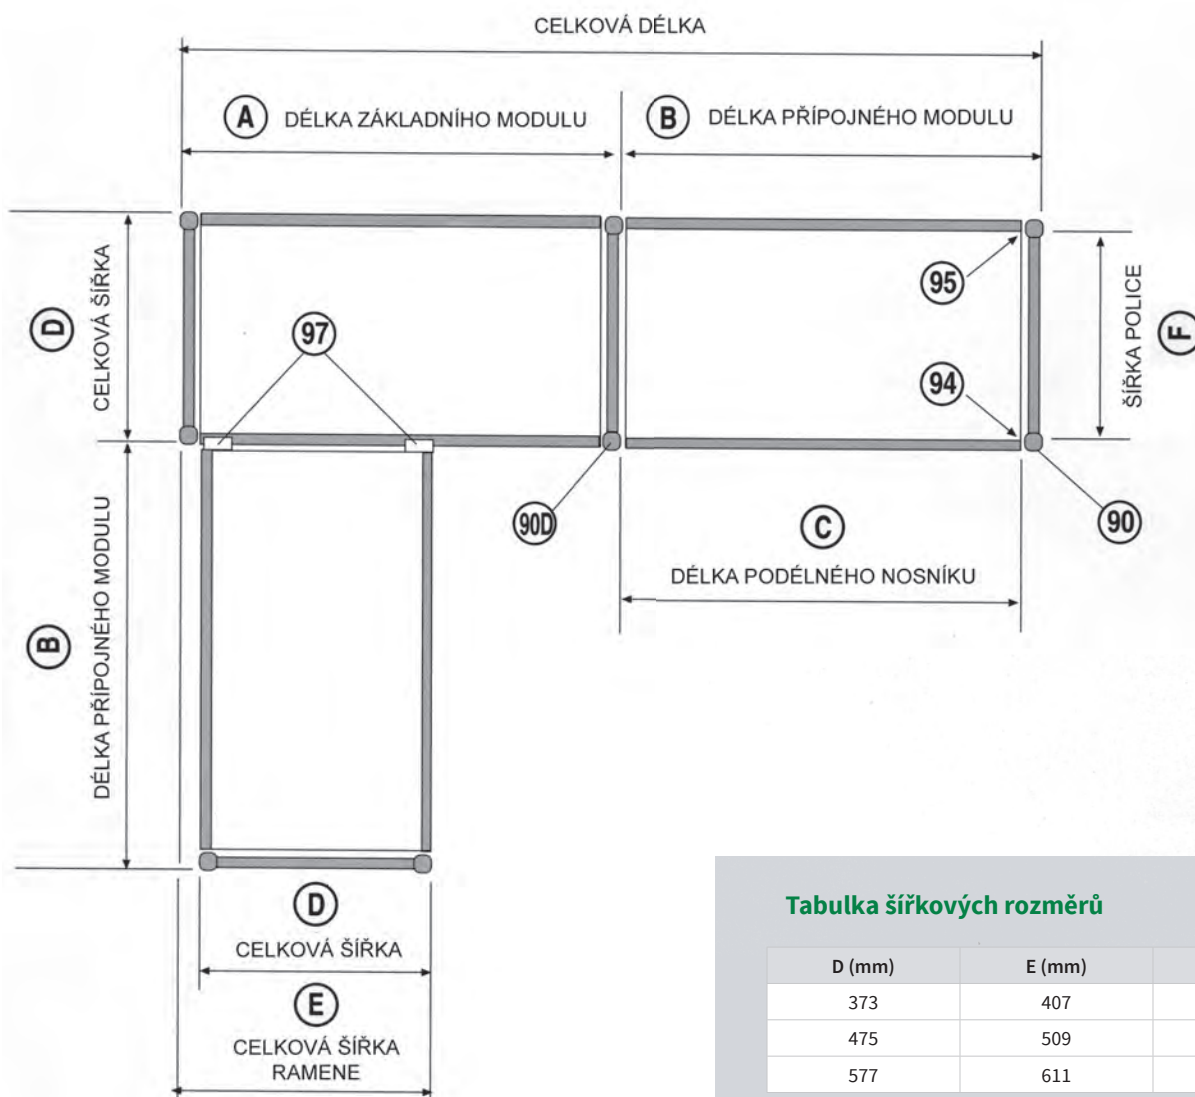 CELKOVÁ DÉLKA
A DÉLKA ZÁKLADNÍHO MODULU
B DÉLKA PŘÍPOJNÉHO MODULU
D
CELKOVÁ ŠÍŘKA
97
95
94
ŠÍŘKA POLICE
F
90D
90
C
DÉLKA PODÉLNÉHO NOSNÍKU
B
DÉLKA PŘÍPOJNÉHO MODULU
D
CELKOVÁ ŠÍŘKA
E
CELKOVÁ ŠÍŘKA
RAMENE
Tabulka šířkových rozměrů
D (mm) E (mm)
373 407
475 509
577 611